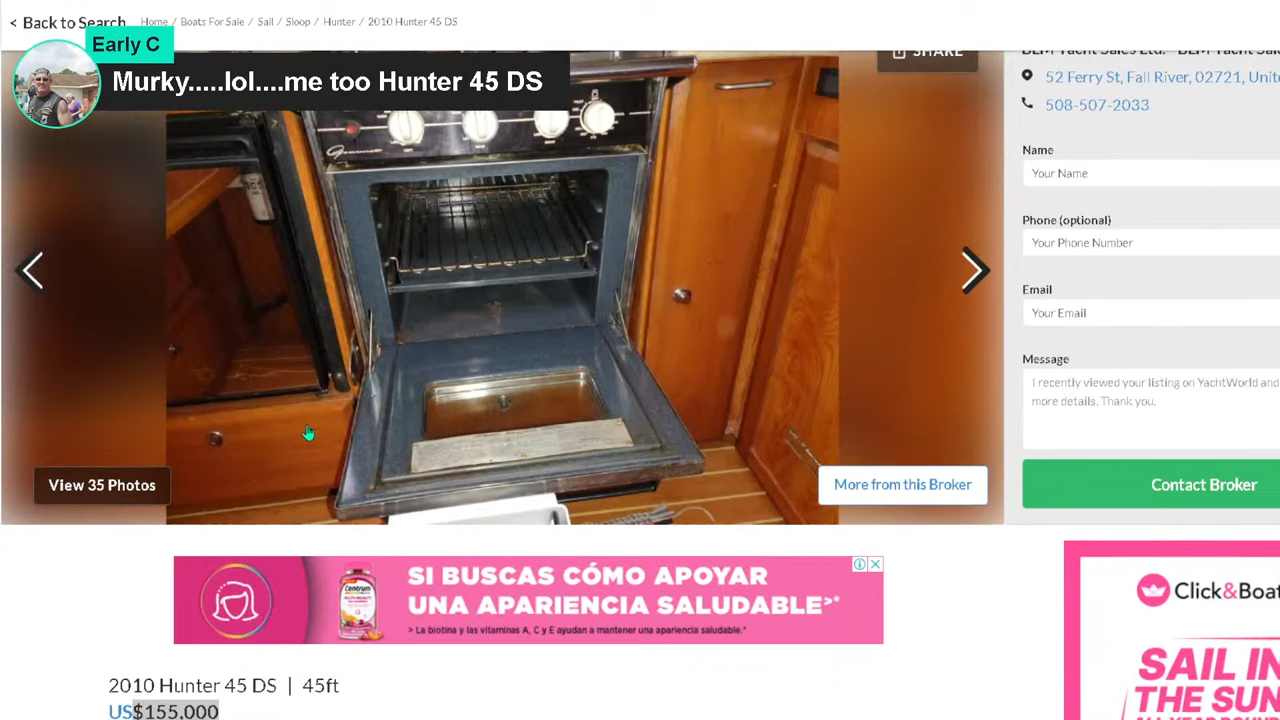 < Back to Search
Home / Boats For Sale / Sail / Sloop / Hunter / 2010 Hunter 45 DS
Early C
Murky.....lol....me too Hunter 45 DS
SHARE
52 Ferry St, Fall River, 02721, Unite
508-507-2033
Name
Your Name
Phone (optional)
Your Phone Number
Email
Your Email
Message
I recently viewed your listing on YachtWorld and
more details. Thank you.
Contact Broker
View 35 Photos
More from this Broker
Gourmet
Centrum
SI BUSCAS CÓMO APOYAR
UNA APARIENCIA SALUDABLE>*
> La biotina y las vitaminas A, C y E ayudan a mantener una apariencia saludable.*
Click&Boat
SAIL IN
THE SUN
2010 Hunter 45 DS | 45ft
US$155,000